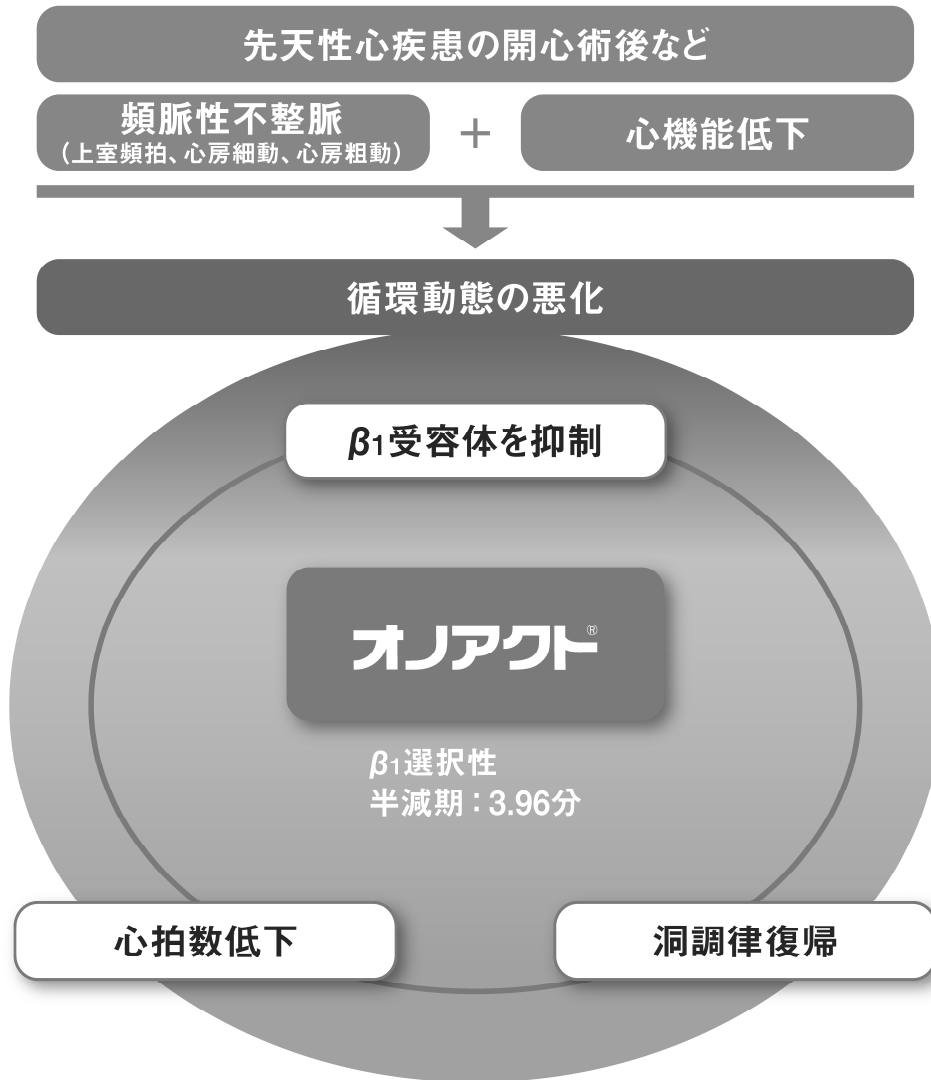 先天性心疾患の開心術後など
頻脈性不整脈
（上室頻拍、心房細動、心房粗動）
+
心機能低下
循環動態の悪化
β1受容体を抑制
オノアクト®
β1選択性
半減期：3.96分
心拍数低下
洞調律復帰